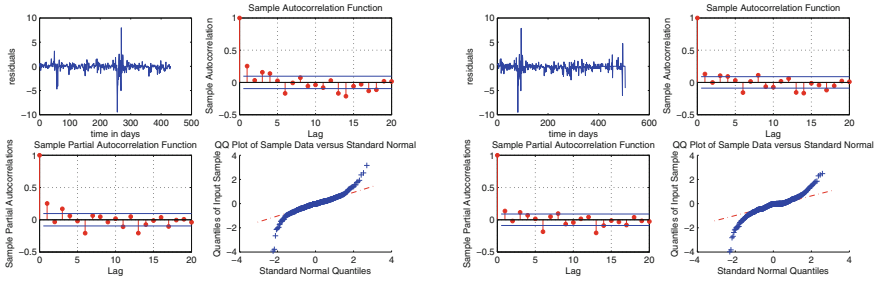 Sample Autocorrelation Function
10
5
0
−5
−10
residuals
0 100 200 300 400 500
time in days
1
0.5
0
−0.5
Sample Autocorrelation
0 5 10 15 20
Lag
Sample Partial Autocorrelation Function
1
0.5
0
−0.5
Sample Partial Autocorrelations
0 5 10 15 20
Lag
QQ Plot of Sample Data versus Standard Normal
4
2
0
−2
−4
Quantiles of Input Sample
−4 −2 0 2 4
Standard Normal Quantiles
Sample Autocorrelation Function
10
5
0
−5
−10
residuals
0 200 400 600
time in days
1
0.5
0
−0.5
Sample Autocorrelation
0 5 10 15 20
Lag
Sample Partial Autocorrelation Function
1
0.5
0
−0.5
Sample Partial Autocorrelations
0 5 10 15 20
Lag
QQ Plot of Sample Data versus Standard Normal
4
2
0
−2
−4
Quantiles of Input Sample
−4 −2 0 2 4
Standard Normal Quantiles